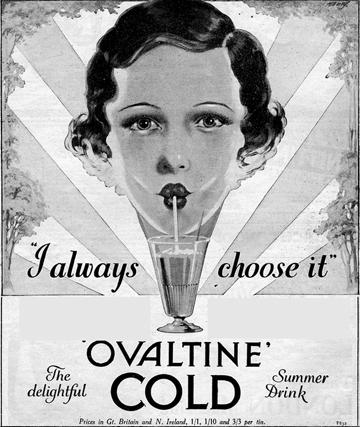 "I always choose it"
'OVALTINE'
The delightful COLD Summer Drink
Prices in Gt. Britain and N. Ireland, 1/1, 1/10 and 3/3 per tin.